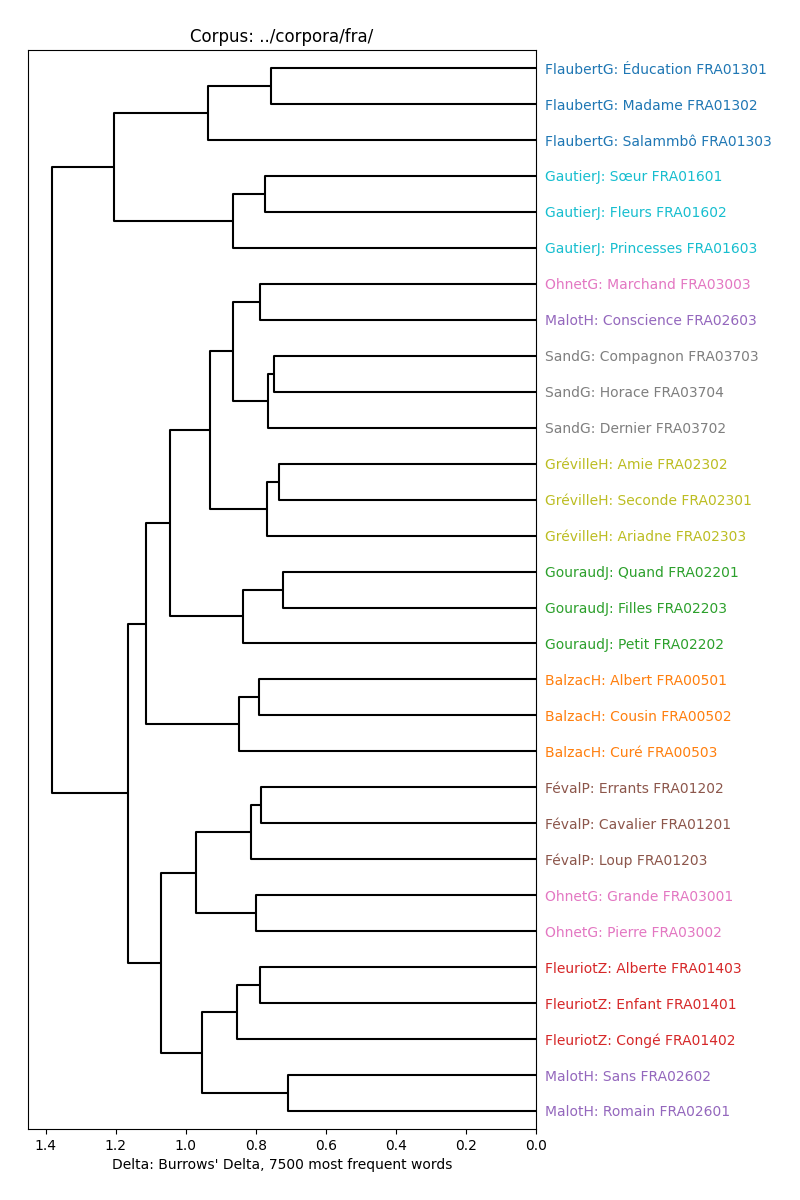 Corpus: ../corpora/fra/
FlaubertG: Éducation FRA01301
FlaubertG: Madame FRA01302
FlaubertG: Salammbô FRA01303
GautierJ: Sœur FRA01601
GautierJ: Fleurs FRA01602
GautierJ: Princesses FRA01603
OhnetG: Marchand FRA03003
MalotH: Conscience FRA02603
SandG: Compagnon FRA03703
SandG: Horace FRA03704
SandG: Dernier FRA03702
GrévilleH: Amie FRA02302
GrévilleH: Seconde FRA02301
GrévilleH: Ariadne FRA02303
GouraudJ: Quand FRA02201
GouraudJ: Filles FRA02203
GouraudJ: Petit FRA02202
BalzacH: Albert FRA00501
BalzacH: Cousin FRA00502
BalzacH: Curé FRA00503
FévalP: Errants FRA01202
FévalP: Cavalier FRA01201
FévalP: Loup FRA01203
OhnetG: Grande FRA03001
OhnetG: Pierre FRA03002
FleuriotZ: Alberte FRA01403
FleuriotZ: Enfant FRA01401
FleuriotZ: Congé FRA01402
MalotH: Sans FRA02602
MalotH: Romain FRA02601
1.4 1.2 1.0 0.8 0.6 0.4 0.2 0.0
Delta: Burrows' Delta, 7500 most frequent words